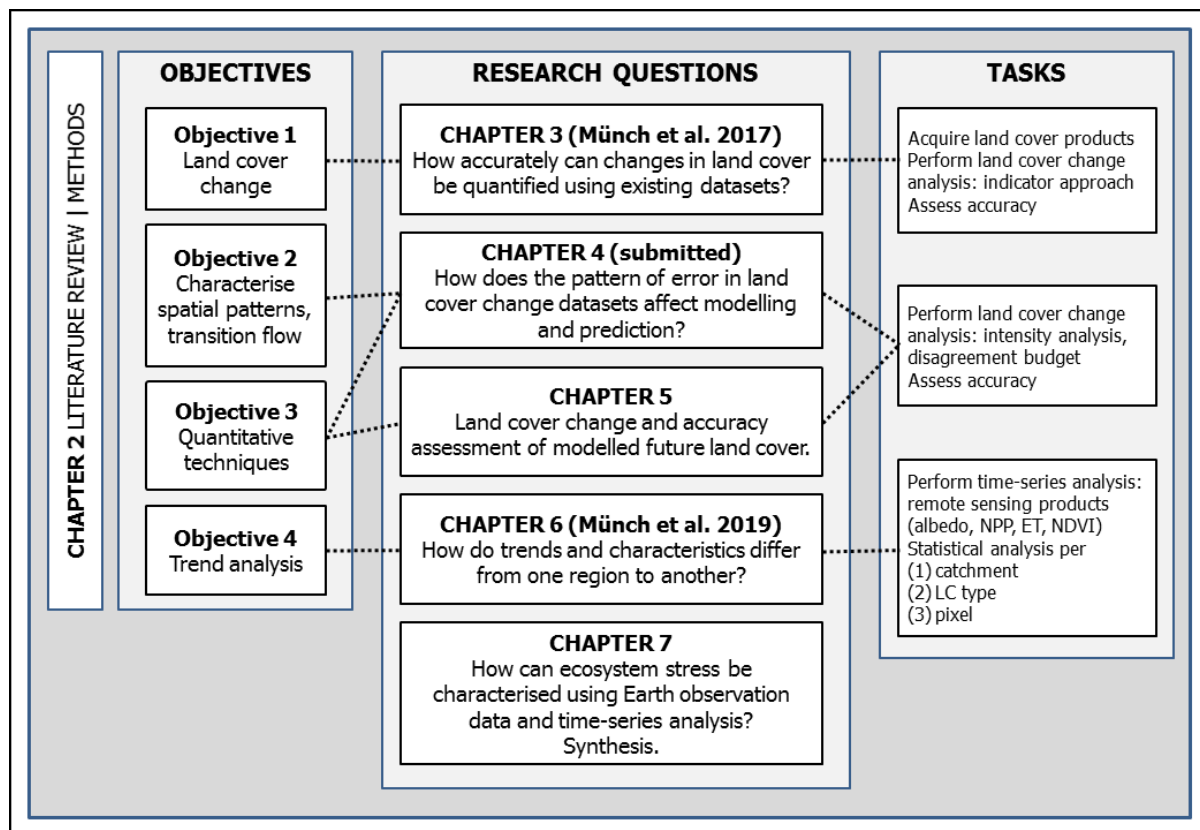 CHAPTER 2 LITERATURE REVIEW | METHODS
OBJECTIVES
Objective 1
Land cover
change
Objective 2
Characterise
spatial patterns,
transition flow
Objective 3
Quantitative
techniques
Objective 4
Trend analysis
RESEARCH QUESTIONS
CHAPTER 3 (Münch et al. 2017)
How accurately can changes in land cover
be quantified using existing datasets?
CHAPTER 4 (submitted)
How does the pattern of error in land
cover change datasets affect modelling
and prediction?
CHAPTER 5
Land cover change and accuracy
assessment of modelled future land cover.
CHAPTER 6 (Münch et al. 2019)
How do trends and characteristics differ
from one region to another?
CHAPTER 7
How can ecosystem stress be
characterised using Earth observation
data and time-series analysis?
Synthesis.
TASKS
Acquire land cover products
Perform land cover change
analysis: indicator approach
Assess accuracy
Perform land cover change
analysis: intensity analysis,
disagreement budget
Assess accuracy
Perform time-series analysis:
remote sensing products
(albedo, NPP, ET, NDVI)
Statistical analysis per
(1) catchment
(2) LC type
(3) pixel